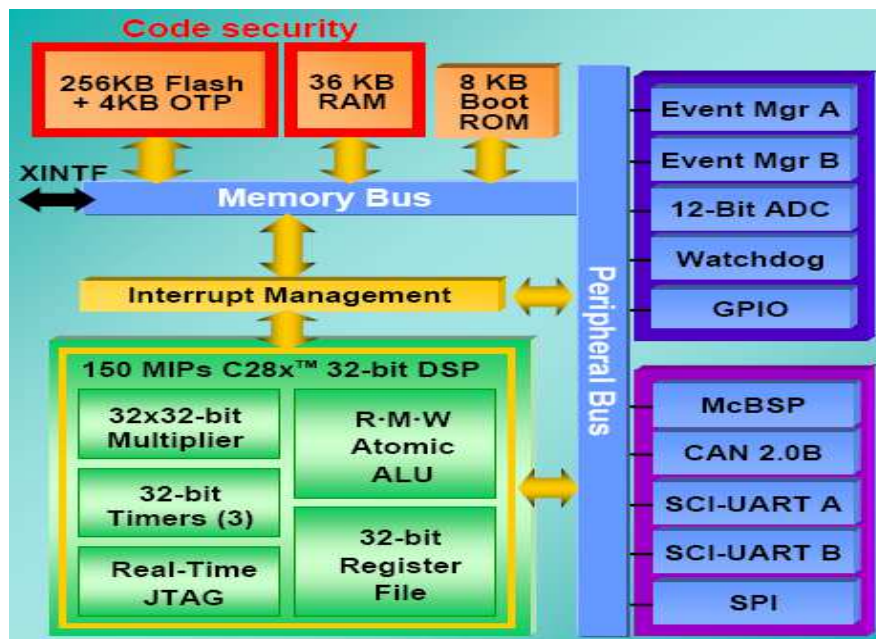 Code security
256KB Flash
+ 4KB OTP
36 KB
RAM
8 KB
Boot
ROM
XINTF
Memory Bus
Interrupt Management
150 MIPs C28x™ 32-bit DSP
32x32-bit
Multiplier
R·M·W
Atomic
ALU
32-bit
Timers (3)
32-bit
Register
File
Real-Time
JTAG
Peripheral Bus
Event Mgr A
Event Mgr B
12-Bit ADC
Watchdog
GPIO
McBSP
CAN 2.0B
SCI-UART A
SCI-UART B
SPI